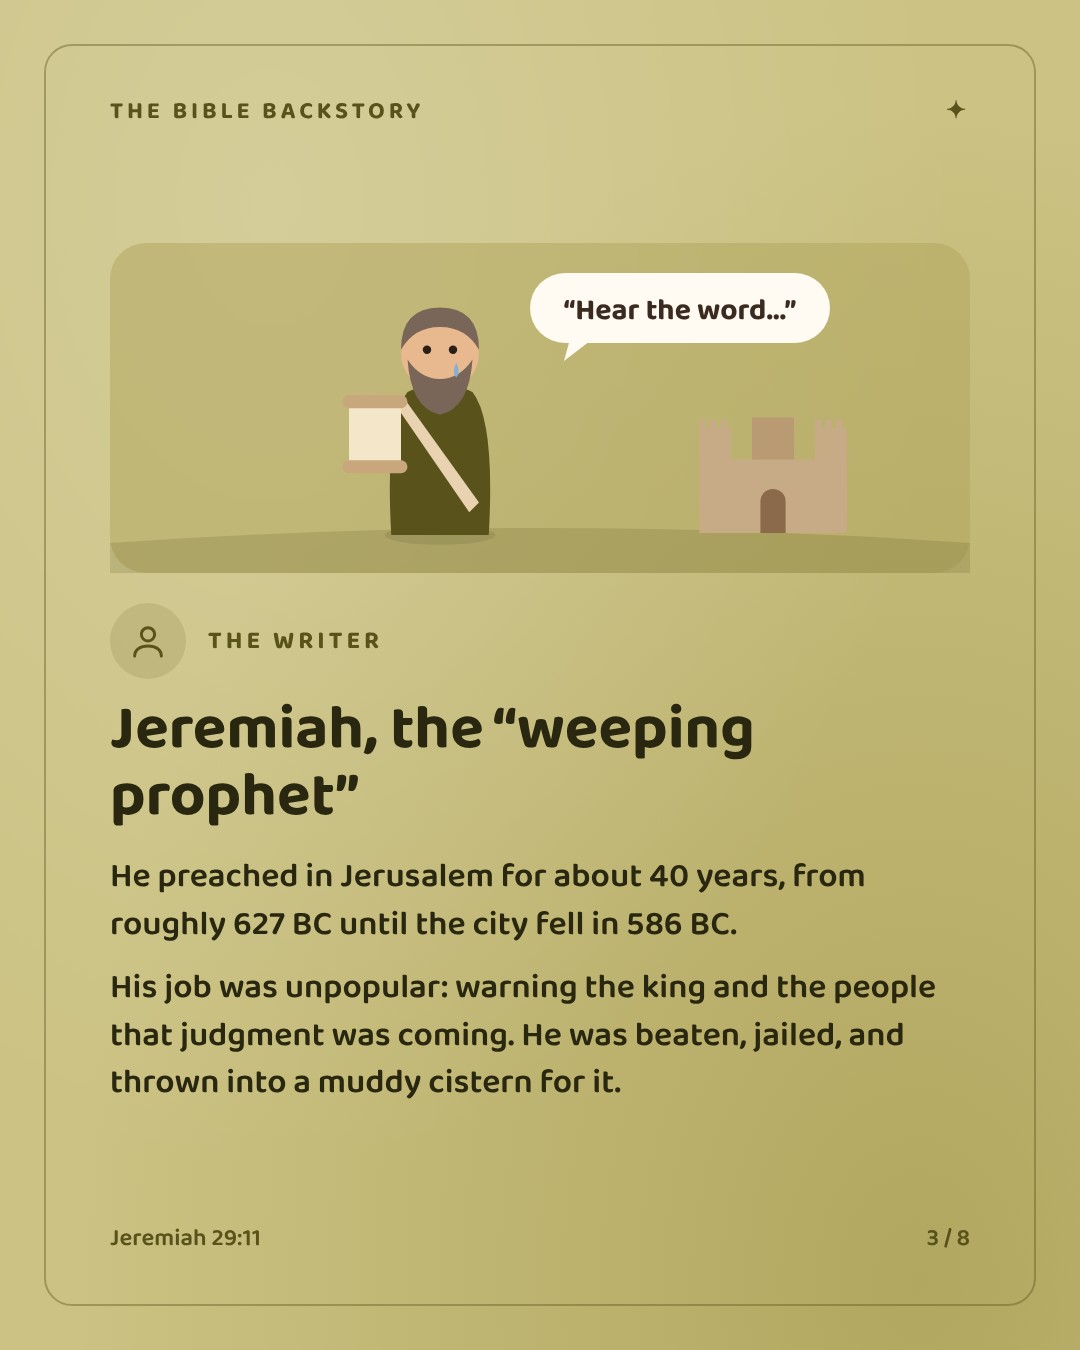 THE BIBLE BACKSTORY ✦
“Hear the word…”
THE WRITER
Jeremiah, the “weeping
prophet”
He preached in Jerusalem for about 40 years, from
roughly 627 BC until the city fell in 586 BC.
His job was unpopular: warning the king and the people
that judgment was coming. He was beaten, jailed, and
thrown into a muddy cistern for it.
Jeremiah 29:11
3 / 8